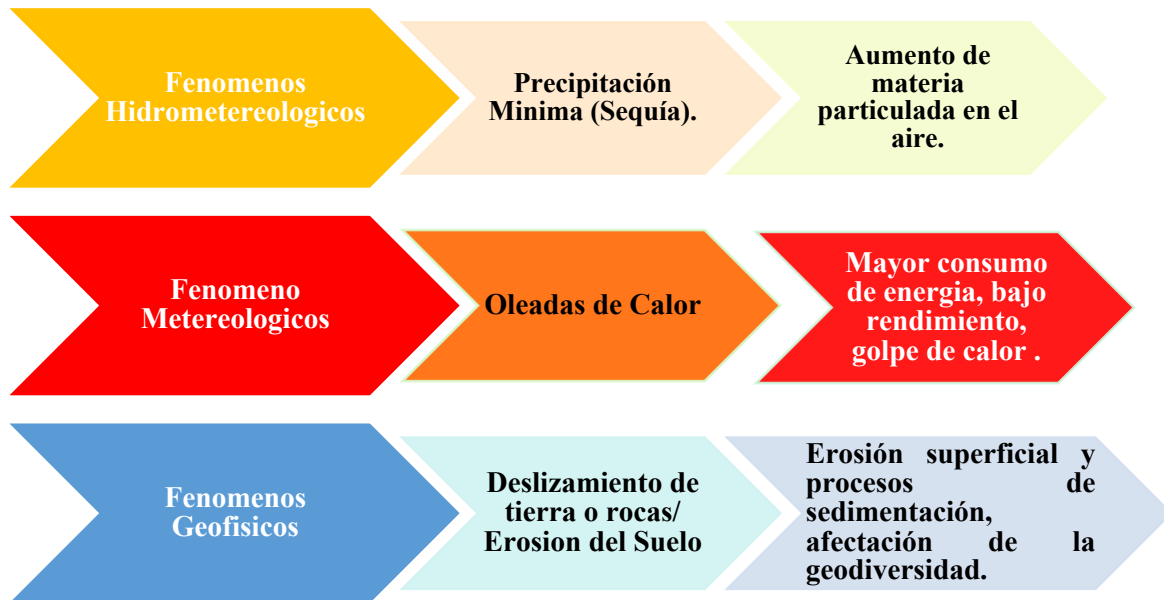 Fenomenos
Hidrometereologicos
Precipitación
Minima (Sequía).
Aumento de
materia
particulada en el
aire.
Fenomeno
Metereologicos
Oleadas de Calor
Mayor consumo
de energia, bajo
rendimiento,
golpe de calor .
Fenomenos
Geofisicos
Deslizamiento de
tierra o rocas/
Erosion del Suelo
Erosión superficial y
procesos de
sedimentación,
afectación de la
geodiversidad.